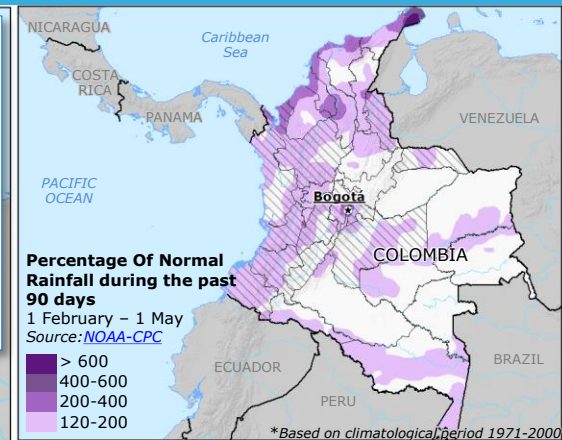 NICARAGUA
Caribbean
Sea
COSTA
RICA
PANAMA
VENEZUELA
PACIFIC
OCEAN
Bogotá
COLOMBIA
Percentage Of Normal
Rainfall during the past
90 days
1 February – 1 May
Source: NOAA-CPC
> 600
400-600
200-400
120-200
ECUADOR
PERU
BRAZIL
*Based on climatological period 1971-2000